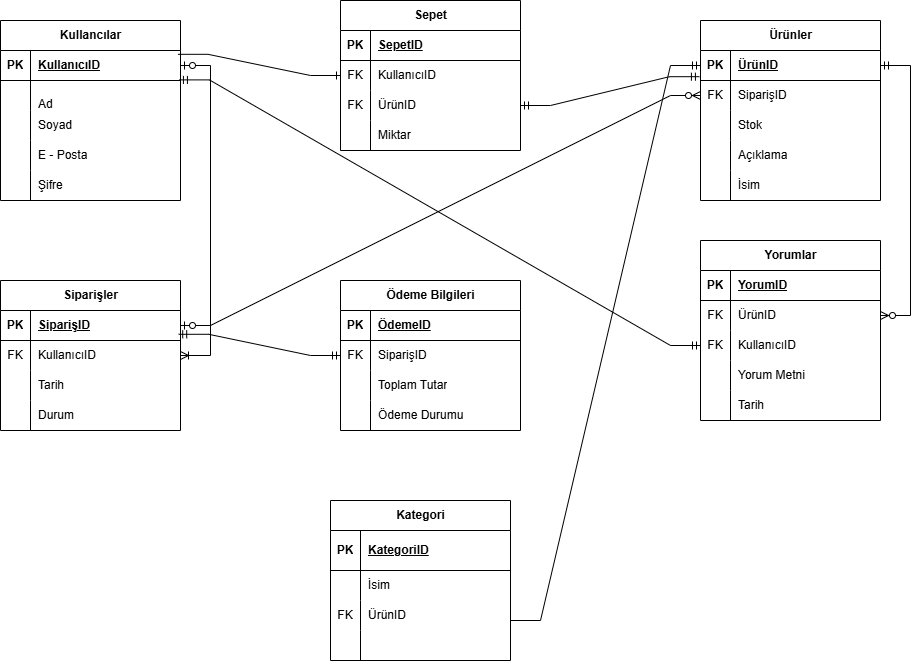 Kullancılar
PK KullanıcıID
Ad
Soyad
E - Posta
Şifre
Sepet
PK SepetID
FK KullanıcıID
FK ÜrünID
Miktar
Ürünler
PK ÜrünID
FK SiparişID
Stok
Açıklama
İsim
Siparişler
PK SiparişID
FK KullanıcıID
Tarih
Durum
Ödeme Bilgileri
PK ÖdemeID
FK SiparişID
Toplam Tutar
Ödeme Durumu
Yorumlar
PK YorumID
FK ÜrünID
FK KullanıcıID
Yorum Metni
Tarih
Kategori
PK KategoriID
İsim
FK ÜrünID